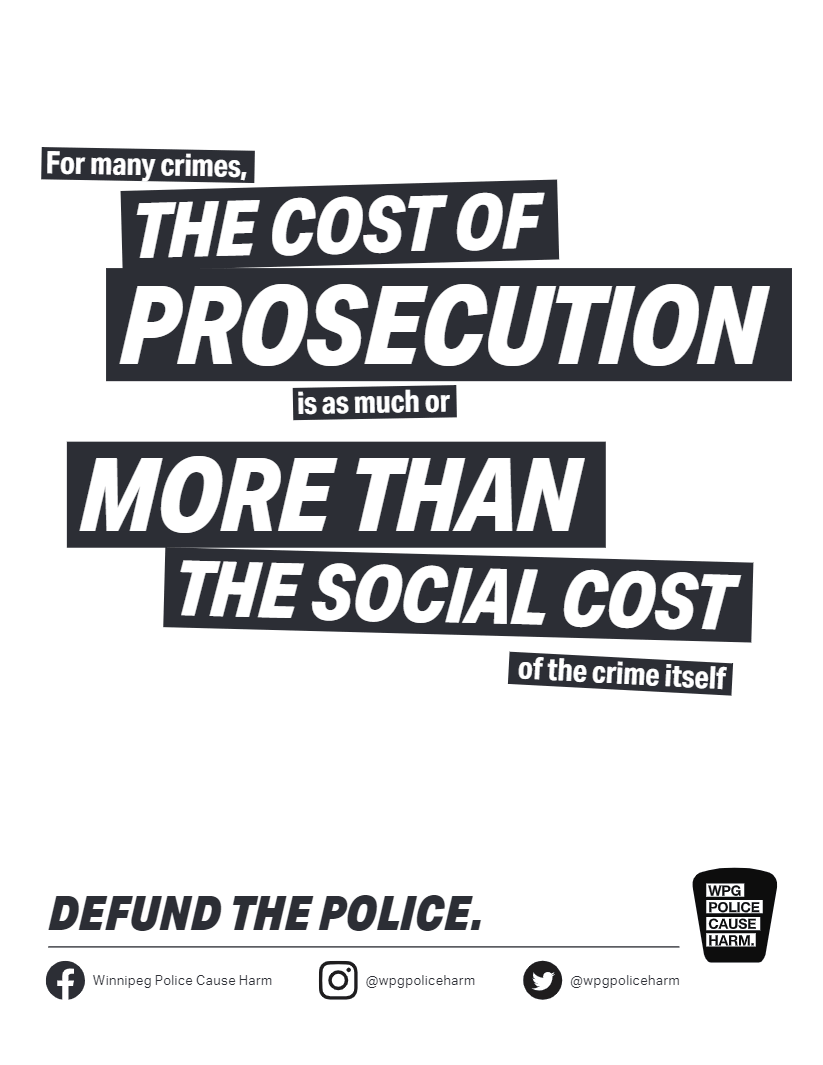 For many crimes,
THE COST OF
PROSECUTION
is as much or
MORE THAN
THE SOCIAL COST
of the crime itself
DEFUND THE POLICE.
WPG
POLICE
CAUSE
HARM.
Winnipeg Police Cause Harm @wpgpoliceharm @wpgpoliceharm